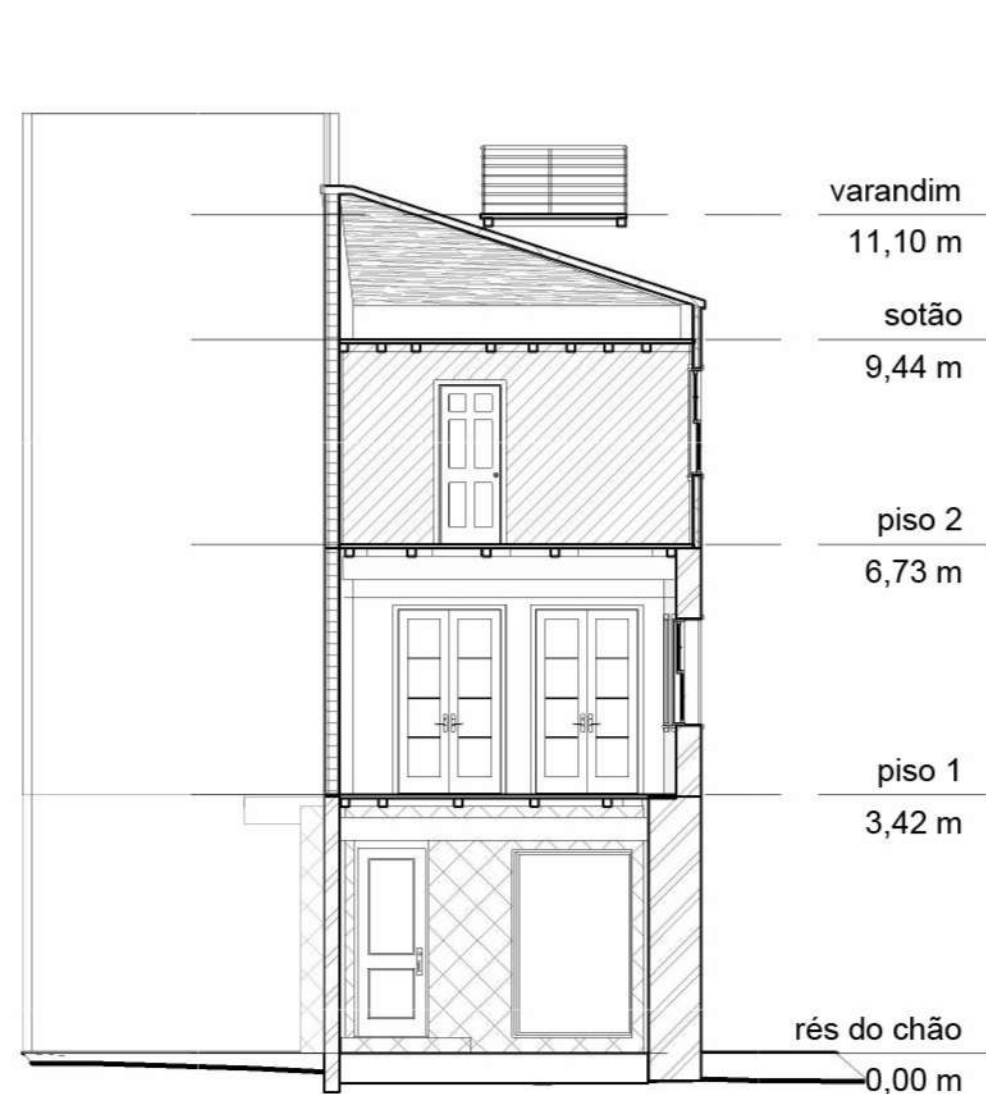 varandim
11,10 m
sotão
9,44 m
piso 2
6,73 m
piso 1
3,42 m
rés do chão
0,00 m